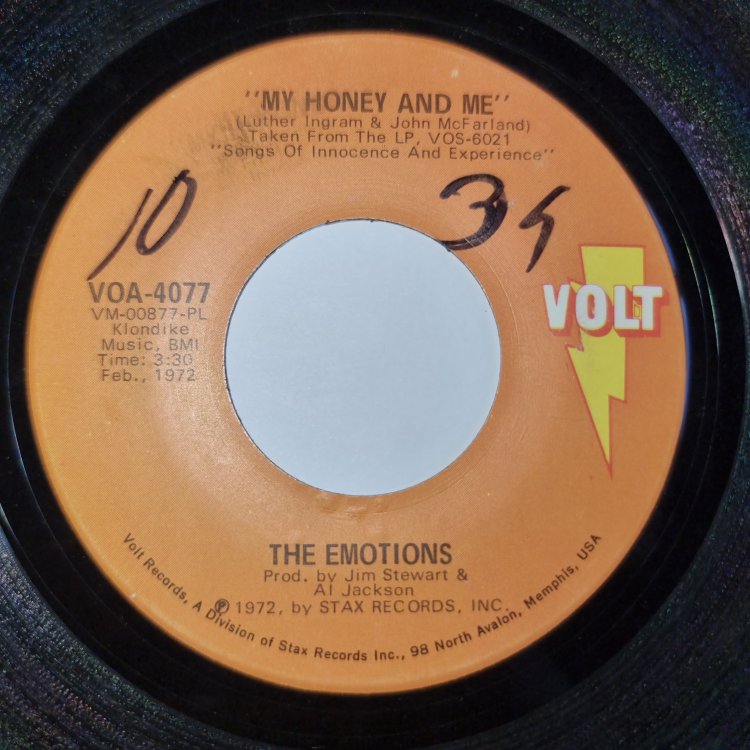 "MY HONEY AND ME"
(Luther Ingram & John McFarland)
Taken From The LP, VOS-6021
"Songs Of Innocence And Experience"
10
34
VOA-4077
VM-00877-PL
Klondike
Music, BMI
Time: 3:30
Feb., 1972
VOLT
THE EMOTIONS
Prod. by Jim Stewart &
Al Jackson
℗ 1972, by STAX RECORDS, INC.
Volt Records, A Division of Stax Records Inc., 98 North Avalon, Memphis, USA